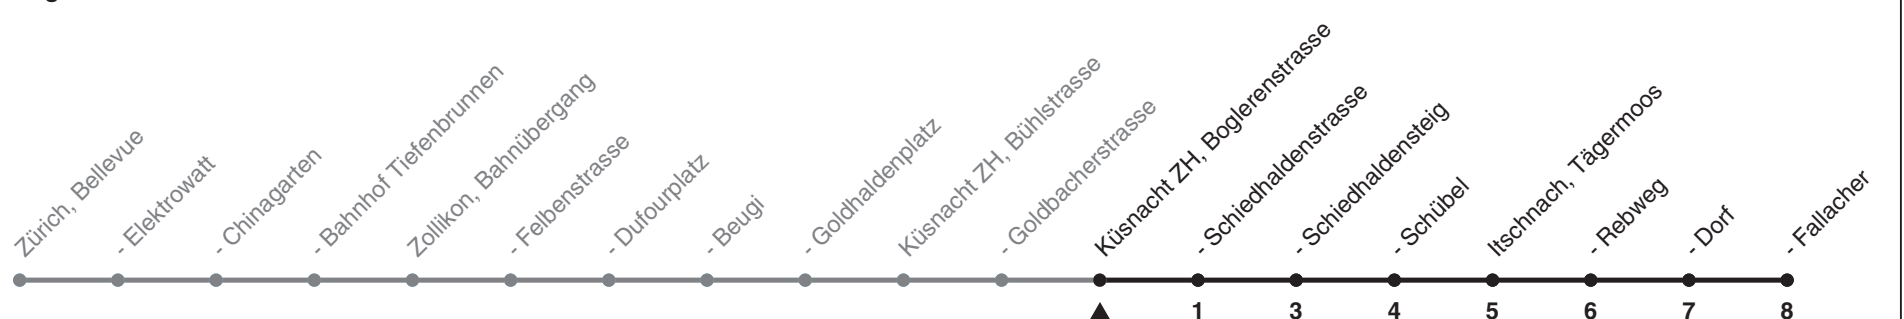 Zürich, Bellevue
- Elektrowatt
- Chinagarten
- Bahnhof Tiefenbrunnen
Zollikon, Bahnübergang
- Felbenstrasse
- Dufourplatz
- Beugi
- Goldhaldenplatz
Küsnacht ZH, Bühlstrasse
- Goldbacherstrasse
Küsnacht ZH, Boglerenstrasse
- Schiedhaldenstrasse
- Schiedhaldensteig
- Schübel
Itschnach, Tägermoos
- Rebweg
- Dorf
- Fallacher
1 3 4 5 6 7 8